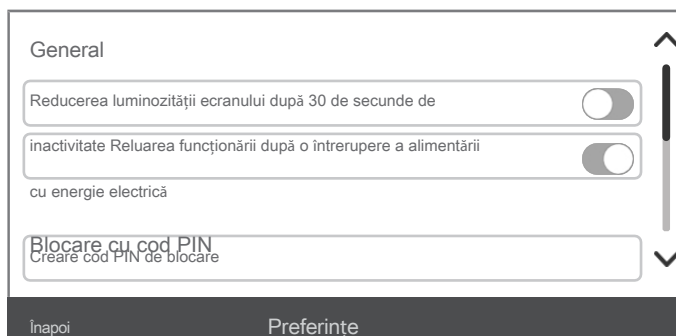 General
Reducerea luminozității ecranului după 30 de secunde de
inactivitate Reluarea funcționării după o întrerupere a alimentării
cu energie electrică
Blocare cu cod PIN
Creare cod PIN de blocare
Înapoi
Preferințe